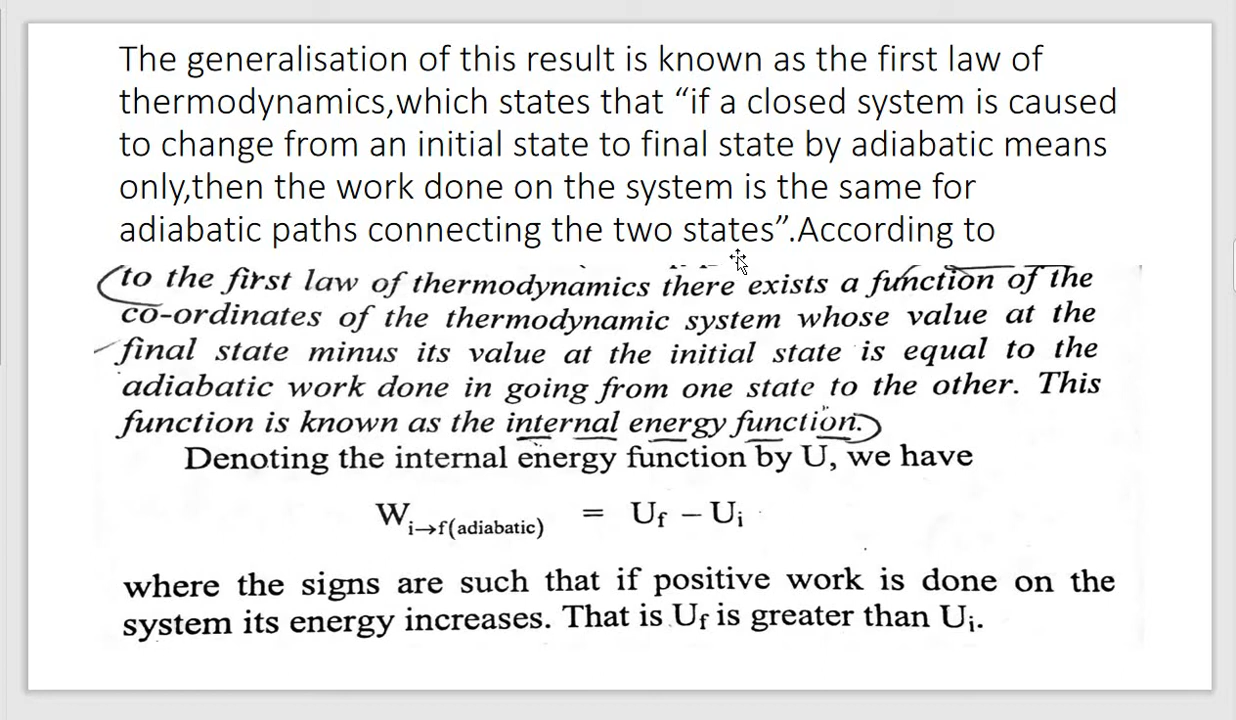 The generalisation of this result is known as the first law of
thermodynamics,which states that “if a closed system is caused
to change from an initial state to final state by adiabatic means
only,then the work done on the system is the same for
adiabatic paths connecting the two states”.According to
(to the first law of thermodynamics there exists a function of the
co-ordinates of the thermodynamic system whose value at the
final state minus its value at the initial state is equal to the
adiabatic work done in going from one state to the other. This
function is known as the internal energy function.)
Denoting the internal energy function by U, we have
W i→f(adiabatic) = Uf – Ui
where the signs are such that if positive work is done on the
system its energy increases. That is Uf is greater than Ui.